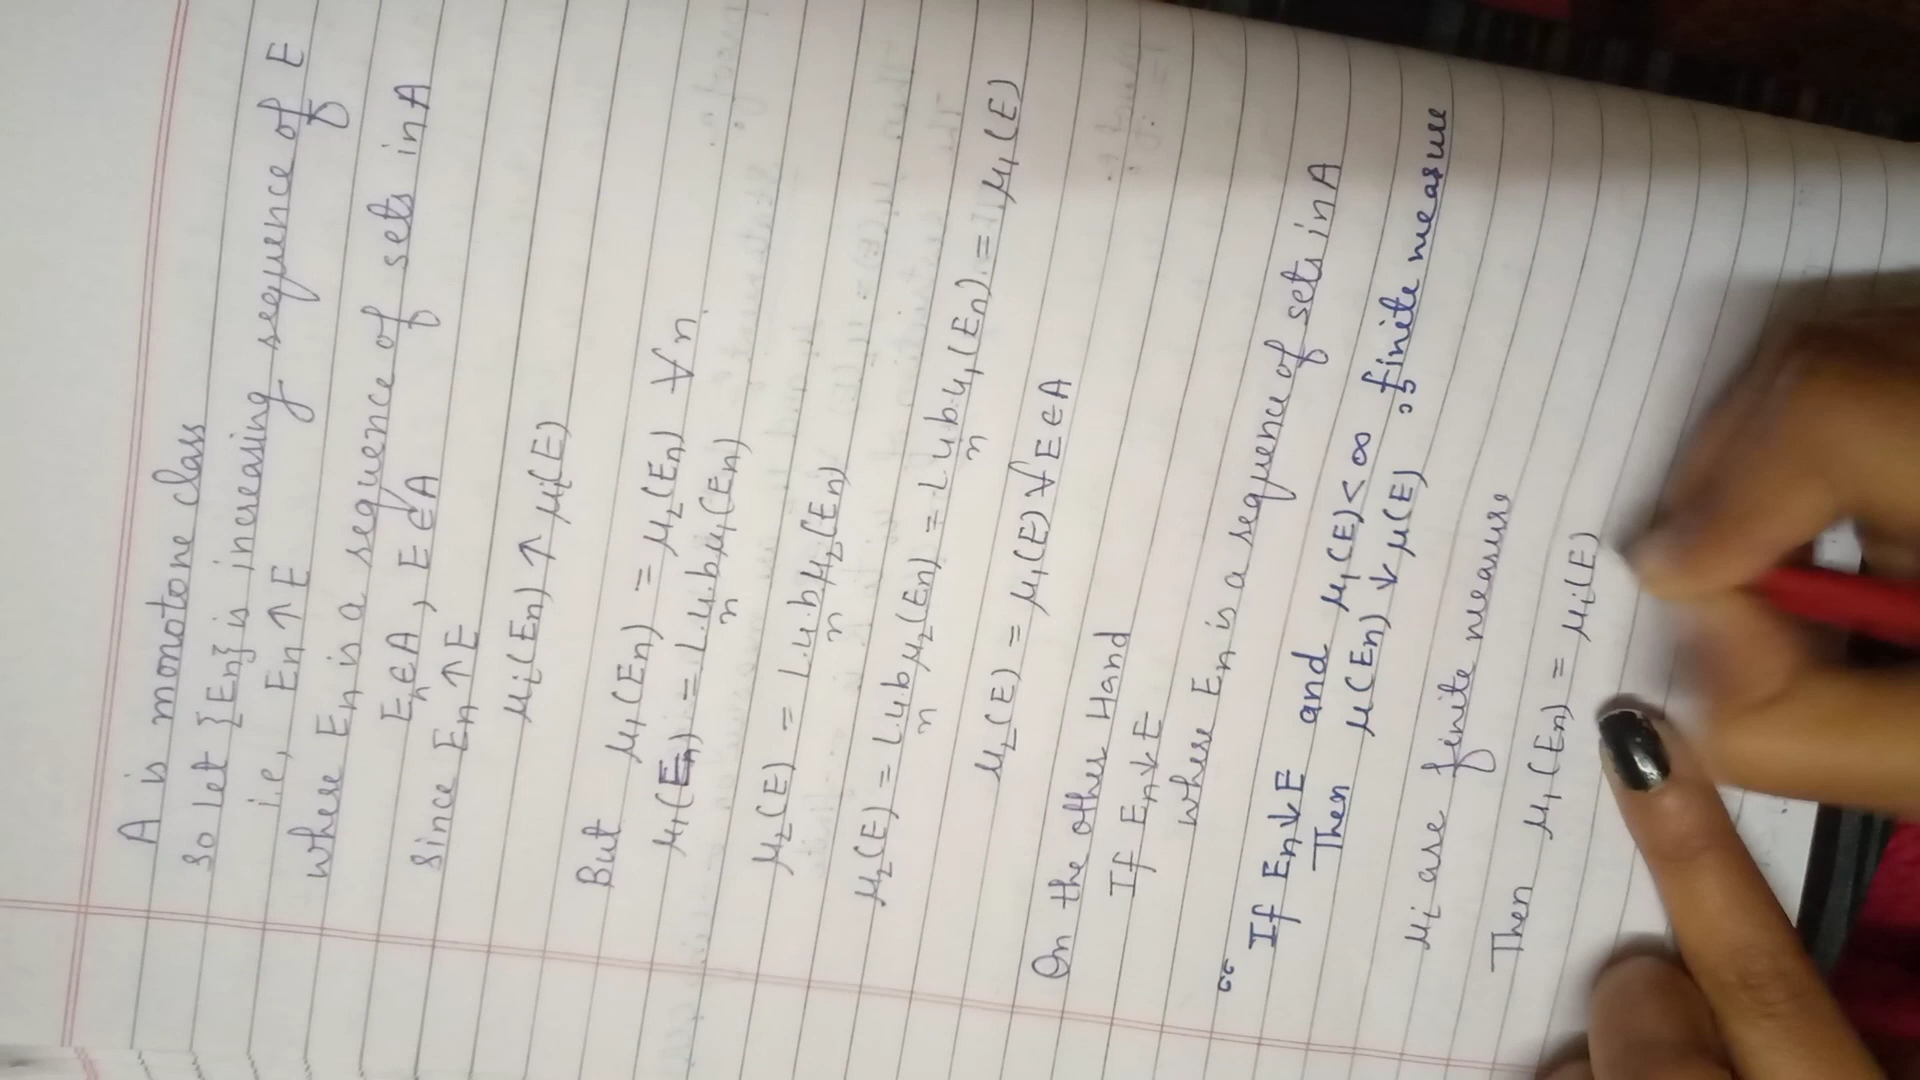 A is monotone class
so let {En} is increasing sequence of E
i.e, En ↑ E
where En is a sequence of sets in A
En ∈ A , E ∈ A
Since En ↑ E
μi(En) ↑ μi(E)
But μ1(En) = μ2(En) ∀ n
μ1(En) = l.u.b μ1(En)
n
μ2(E) = l.u.b μ2(En)
n
μ2(E) = l.u.b μ2(En) = l.u.b. μ1(En) = μ1(E)
n n
μ2(E) = μ1(E) ∀ E ∈ A
On the other Hand
If En ↓ E
where En is a sequence of sets in A
“ If En ↓ E and μ1(E) < ∞
Then μ(En) ↓ μ(E) , finite measure
μi are finite measure
Then μ1(En) = μi(E)